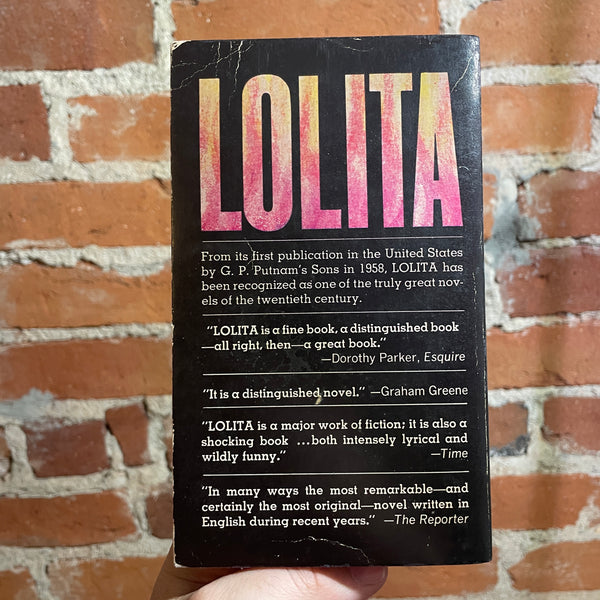 LOLITA
From its first publication in the United States
by G. P. Putnam's Sons in 1958, LOLITA has
been recognized as one of the truly great nov-
els of the twentieth century.
"LOLITA is a fine book, a distinguished book
—all right, then—a great book."
—Dorothy Parker, Esquire
"It is a distinguished novel." —Graham Greene
"LOLITA is a major work of fiction; it is also a
shocking book ...both intensely lyrical and
wildly funny." —Time
"In many ways the most remarkable—and
certainly the most original—novel written in
English during recent years." —The Reporter